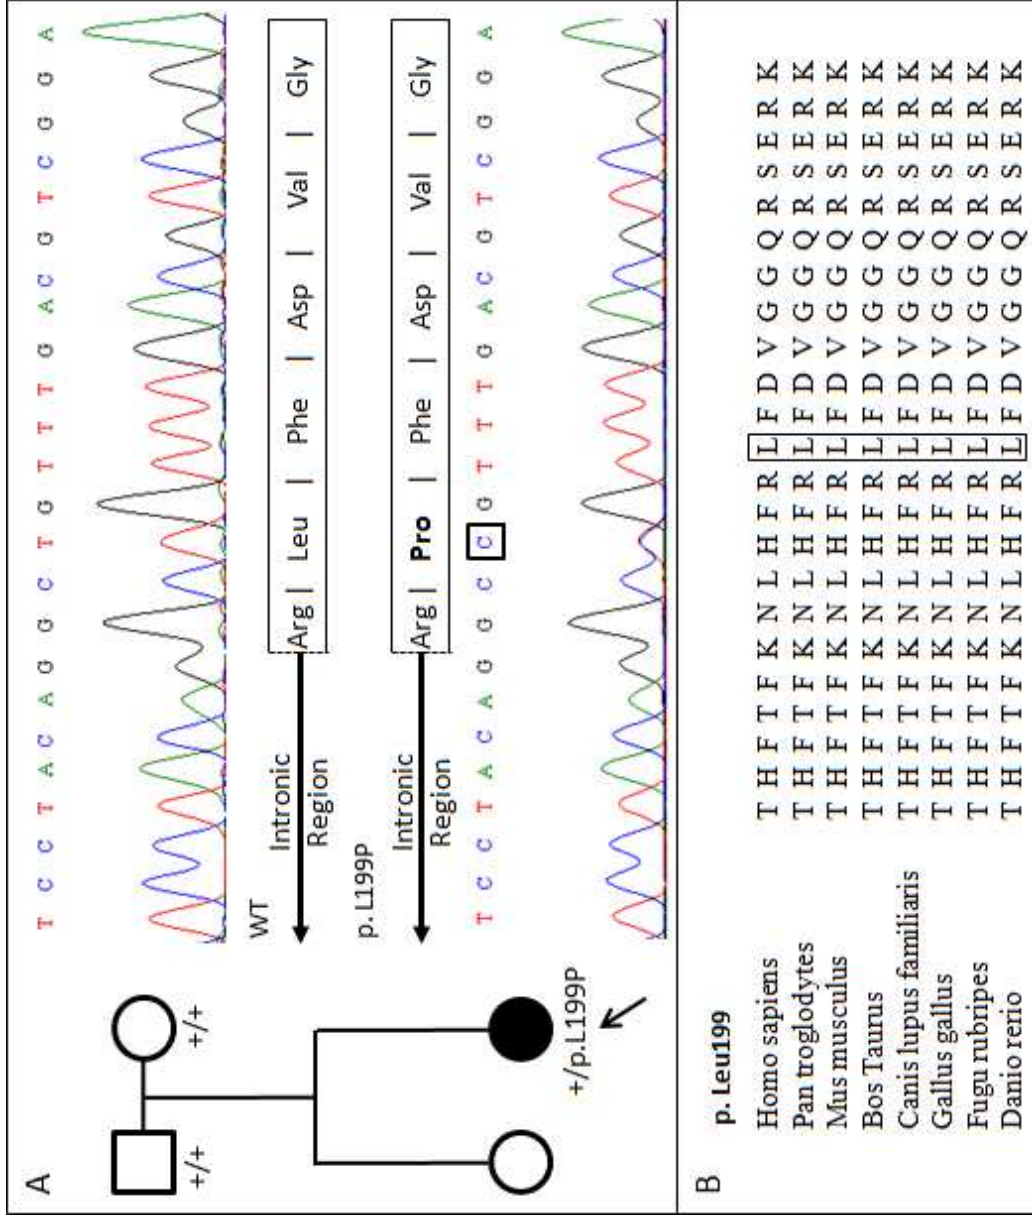 A
T C C T A C A G G C T G T T T G A C G T C G G A
+/+ +/+
WT
Intronic Region
Arg | Leu | Phe | Asp | Val | Gly
p. L199P
Intronic Region
Arg | Pro | Phe | Asp | Val | Gly
T C C T A C A G G C C G T T T G A C G T C G G A
+/p.L199P
B
p. Leu199
Homo sapiens T H F T F K N L H F R L F D V G G Q R S E R K
Pan troglodytes T H F T F K N L H F R L F D V G G Q R S E R K
Mus musculus T H F T F K N L H F R L F D V G G Q R S E R K
Bos Taurus T H F T F K N L H F R L F D V G G Q R S E R K
Canis lupus familiaris T H F T F K N L H F R L F D V G G Q R S E R K
Gallus gallus T H F T F K N L H F R L F D V G G Q R S E R K
Fugu rubripes T H F T F K N L H F R L F D V G G Q R S E R K
Danio rerio T H F T F K N L H F R L F D V G G Q R S E R K